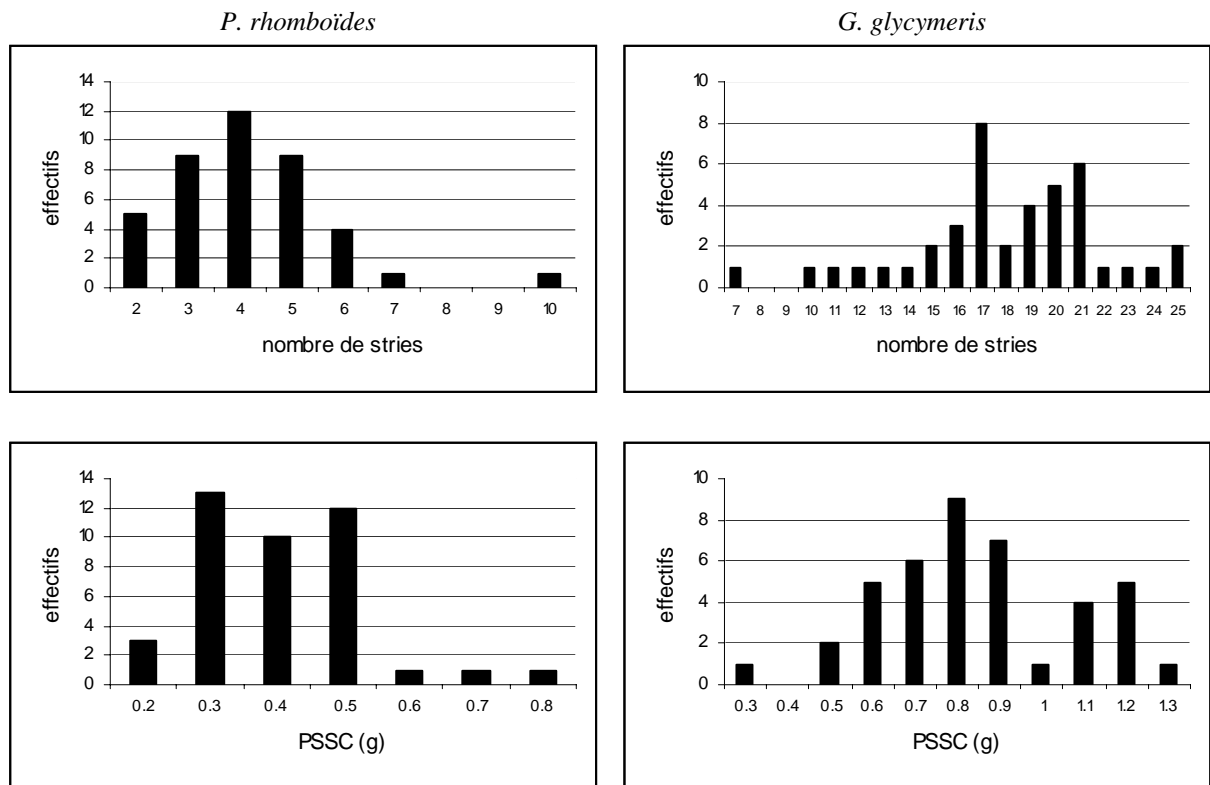 P. rhomboïdes
G. glycymeris
14
12
10
8
6
4
2
0
effectifs
2 3 4 5 6 7 8 9 10
nombre de stries
10
8
6
4
2
0
effectifs
7 8 9 10 11 12 13 14 15 16 17 18 19 20 21 22 23 24 25
nombre de stries
14
12
10
8
6
4
2
0
effectifs
0.2 0.3 0.4 0.5 0.6 0.7 0.8
PSSC (g)
10
8
6
4
2
0
effectifs
0.3 0.4 0.5 0.6 0.7 0.8 0.9 1 1.1 1.2 1.3
PSSC (g)